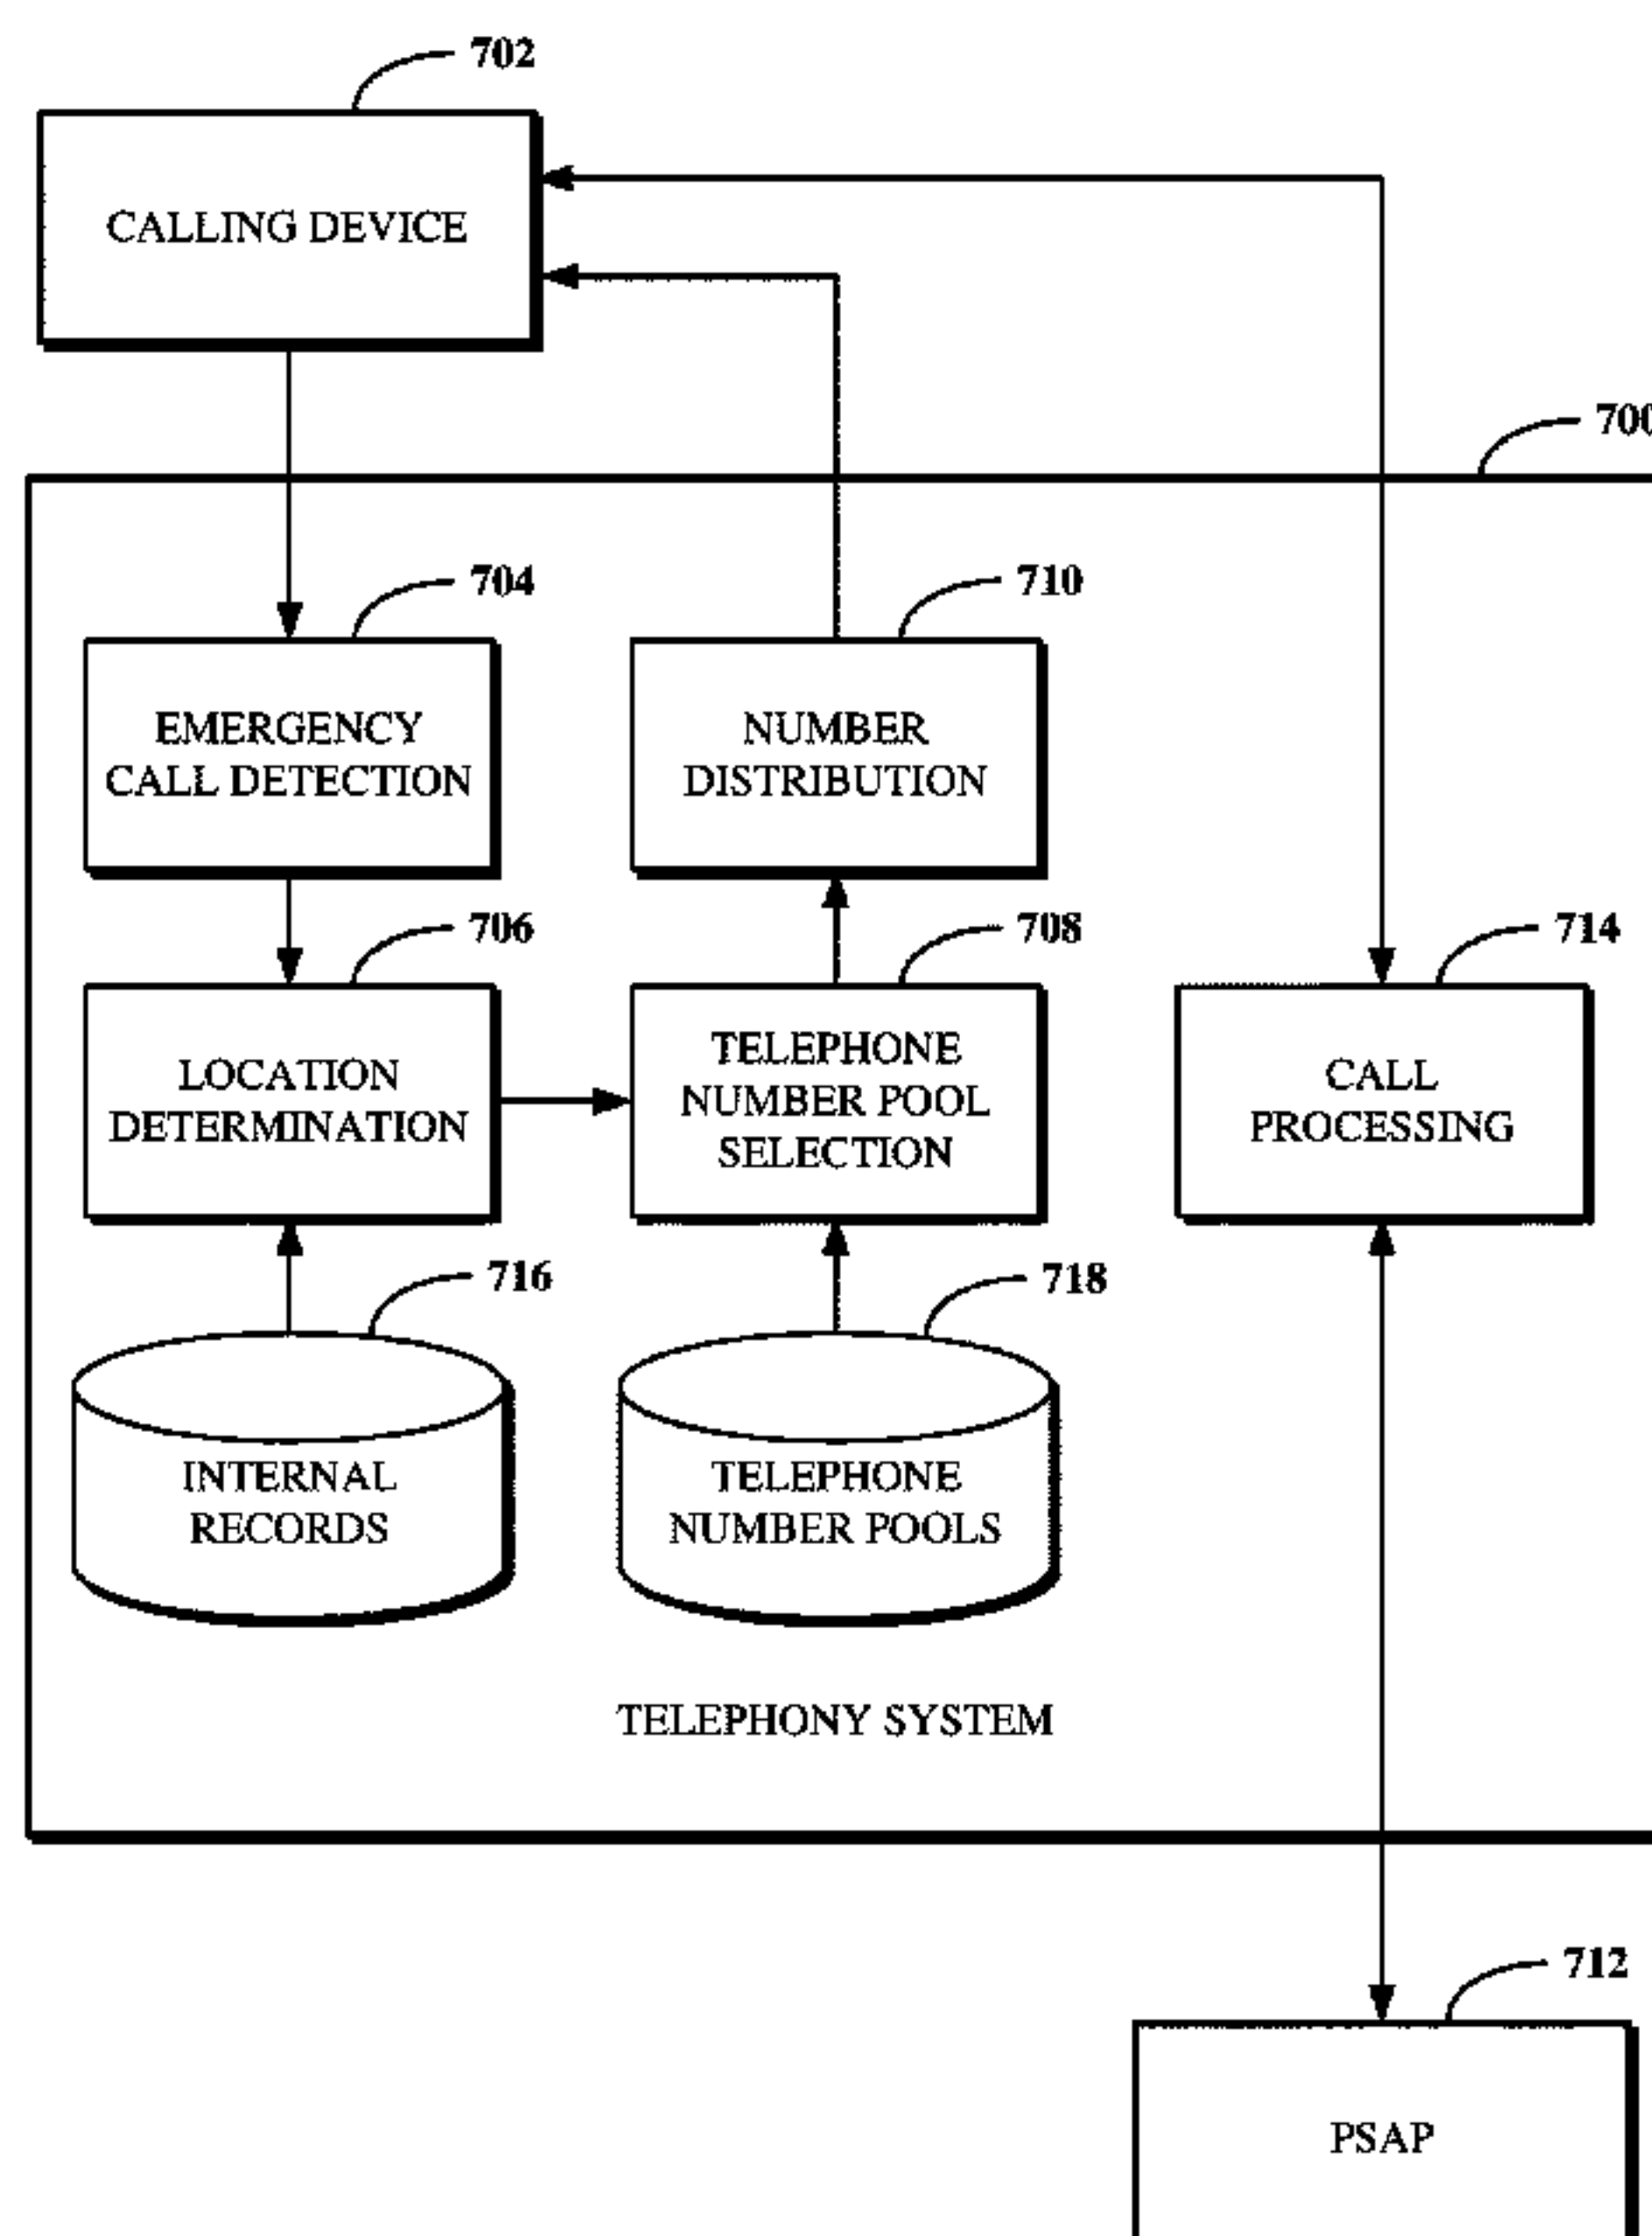 702
CALLING DEVICE
700
704
710
EMERGENCY
CALL DETECTION
NUMBER
DISTRIBUTION
706
708
714
LOCATION
DETERMINATION
TELEPHONE
NUMBER POOL
SELECTION
CALL
PROCESSING
716
718
INTERNAL
RECORDS
TELEPHONE
NUMBER POOLS
TELEPHONY SYSTEM
712
PSAP